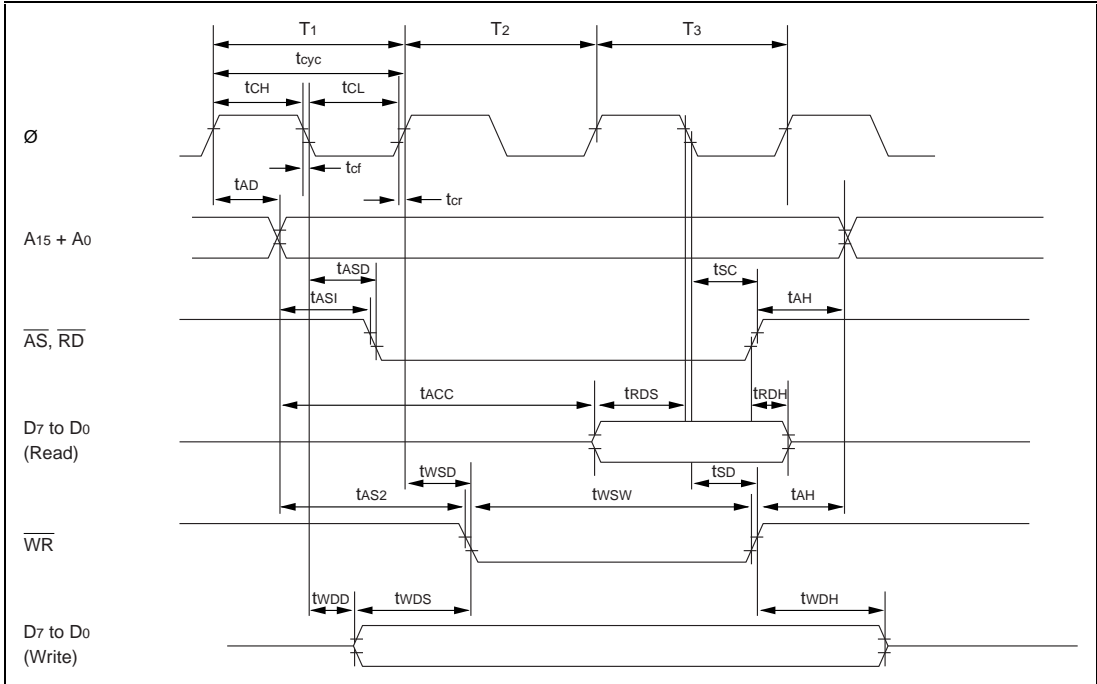 T1 T2 T3
tcyc
tCH tCL
Ø
tcf
tAD tcr
A15 + A0
tASD tSC
tASI tAH
AS, RD
tACC tRDS tRDH
D7 to D0
(Read)
tWSD tSD
tAS2 tWSW tAH
WR
tWDD tWDS tWDH
D7 to D0
(Write)